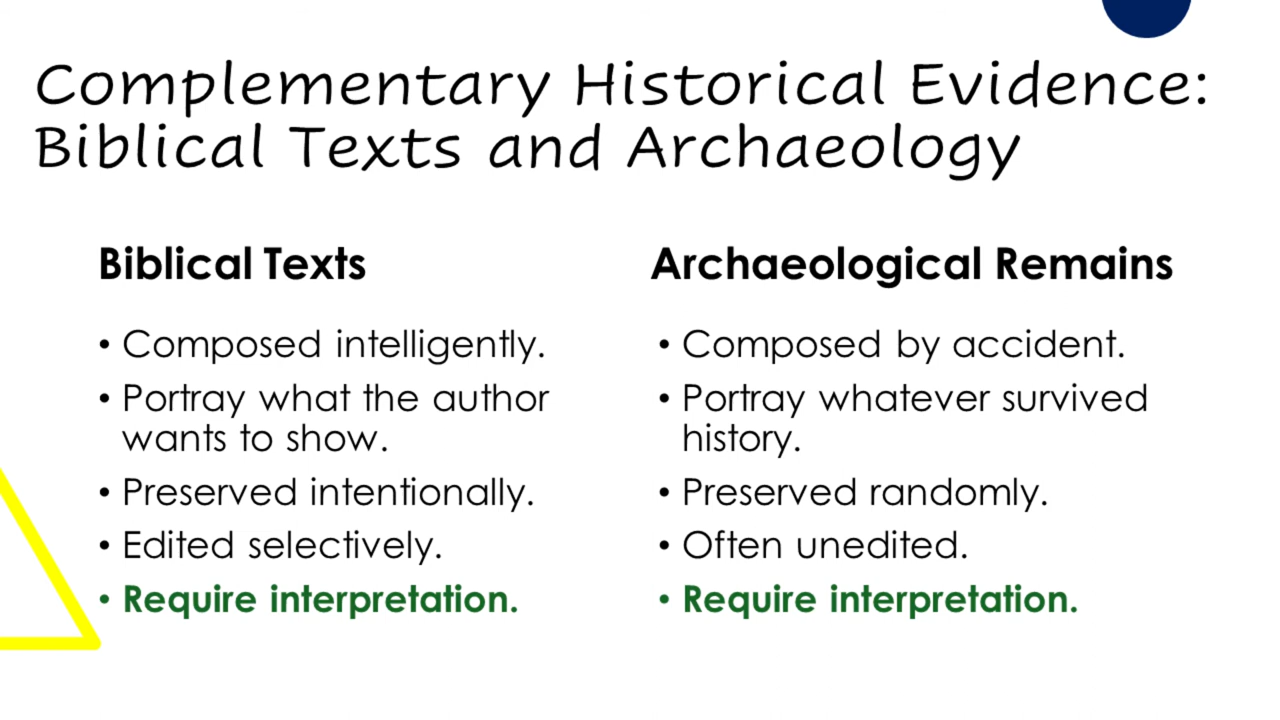 Complementary Historical Evidence:
Biblical Texts and Archaeology
Biblical Texts
• Composed intelligently.
• Portray what the author
wants to show.
• Preserved intentionally.
• Edited selectively.
• Require interpretation.
Archaeological Remains
• Composed by accident.
• Portray whatever survived
history.
• Preserved randomly.
• Often unedited.
• Require interpretation.